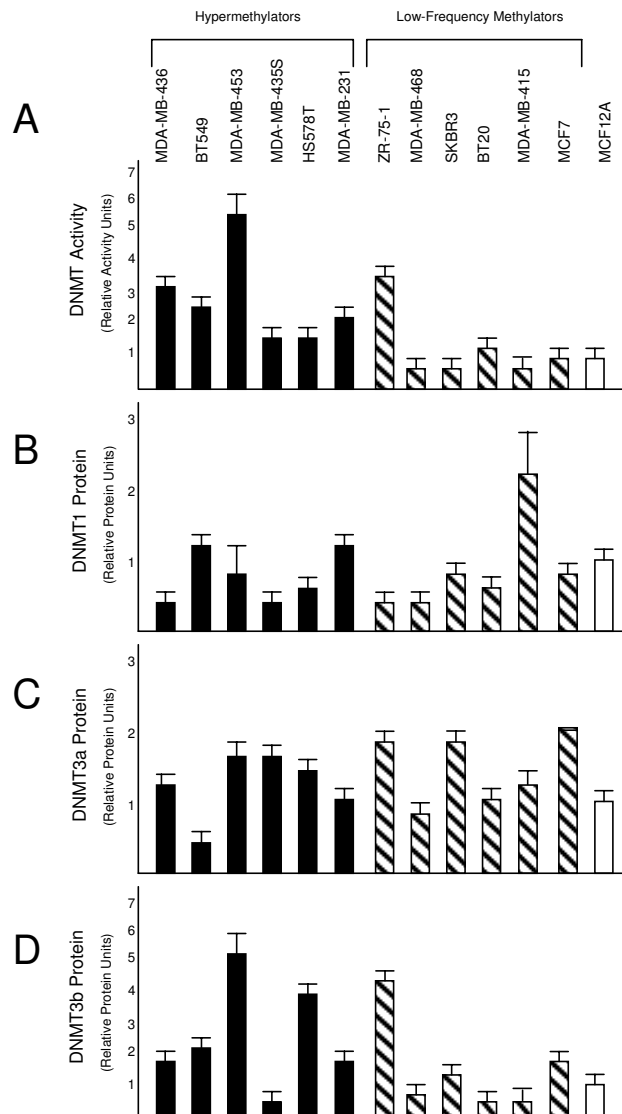 Hypermethylators
Low-Frequency Methylators
MDA-MB-436
BT549
MDA-MB-453
MDA-MB-435S
HS578T
MDA-MB-231
ZR-75-1
MDA-MB-468
SKBR3
BT20
MDA-MB-415
MCF7
MCF12A
A
DNMT Activity
(Relative Activity Units)
7
6
5
4
3
2
1
B
DNMT1 Protein
(Relative Protein Units)
3
2
1
C
DNMT3a Protein
(Relative Protein Units)
3
2
1
D
DNMT3b Protein
(Relative Protein Units)
7
6
5
4
3
2
1